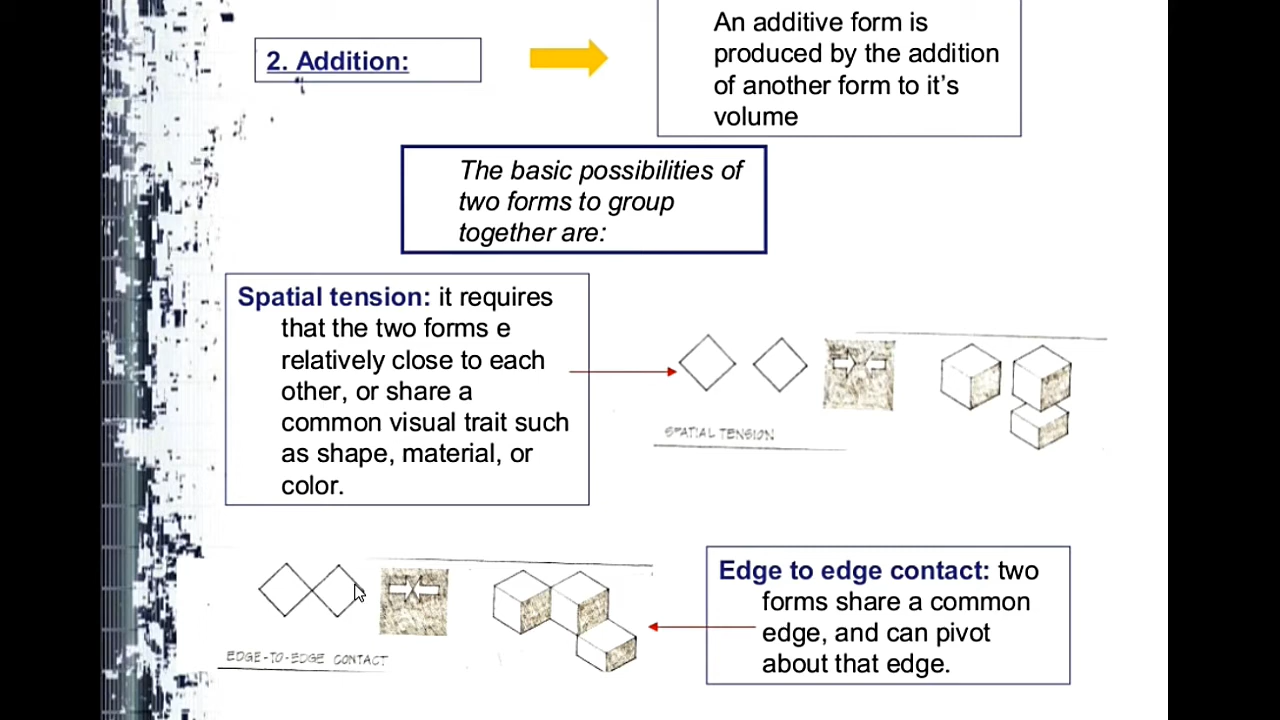 2. Addition:
An additive form is
produced by the addition
of another form to it's
volume
The basic possibilities of
two forms to group
together are:
Spatial tension: it requires
that the two forms e
relatively close to each
other, or share a
common visual trait such
as shape, material, or
color.
SPATIAL TENSION
EDGE-TO-EDGE CONTACT
Edge to edge contact: two
forms share a common
edge, and can pivot
about that edge.